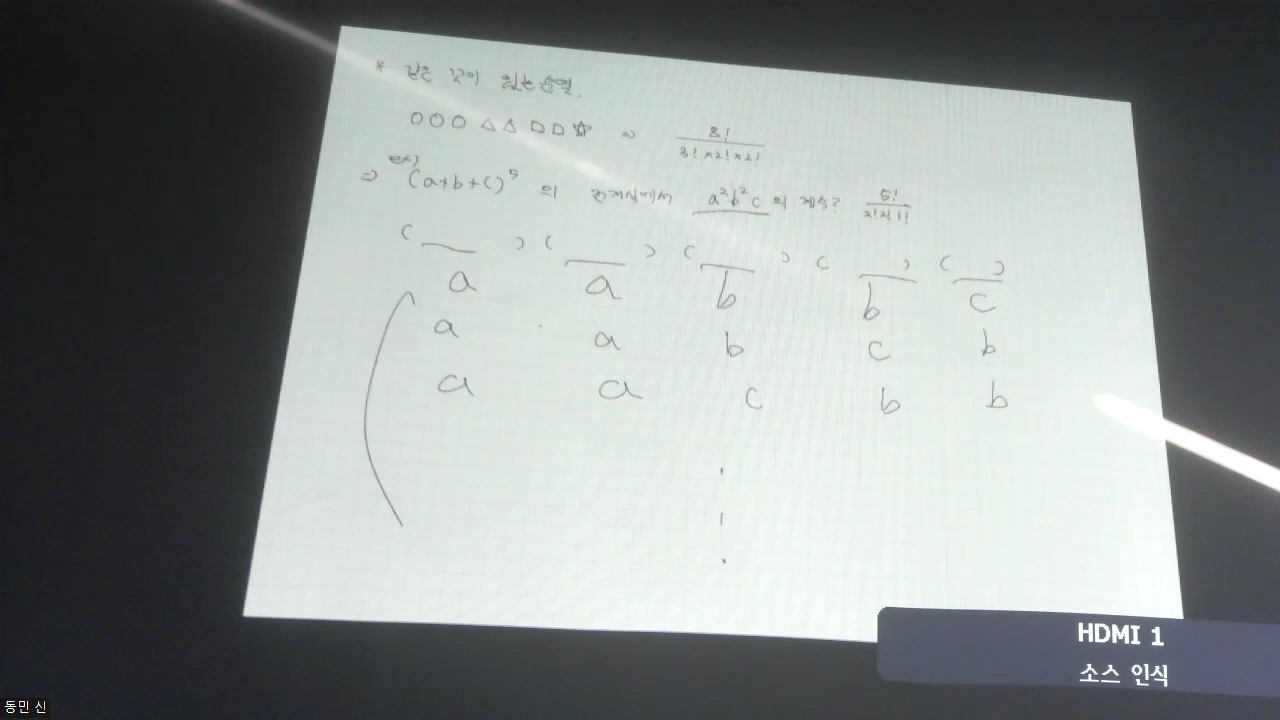 * 같은 것이 있는 순열.
○○○ △△ □□ ☆ ⇒ 8! / 3!×2!×2!
ex)
⇒ (a+b+c)⁵ 의 전개식에서 a²b²c 의 계수? 5! / 2!2!1!
( ) ( ) ( ) ( ) ( )
a a b b c
a a b c b
a a c b b
HDMI 1
소스 인식
동민 신